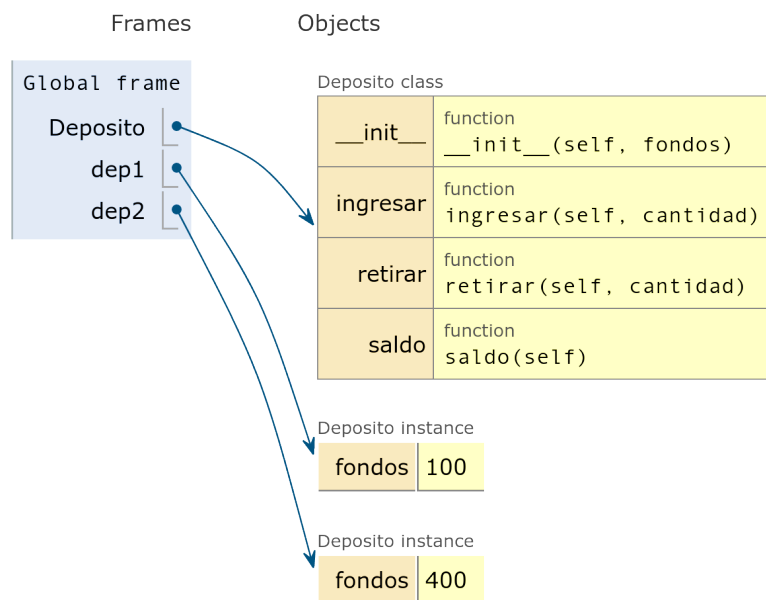 Frames
Objects
Global frame
Deposito
dep1
dep2
Deposito class
__init__
function
__init__(self, fondos)
ingresar
function
ingresar(self, cantidad)
retirar
function
retirar(self, cantidad)
saldo
function
saldo(self)
Deposito instance
fondos 100
Deposito instance
fondos 400